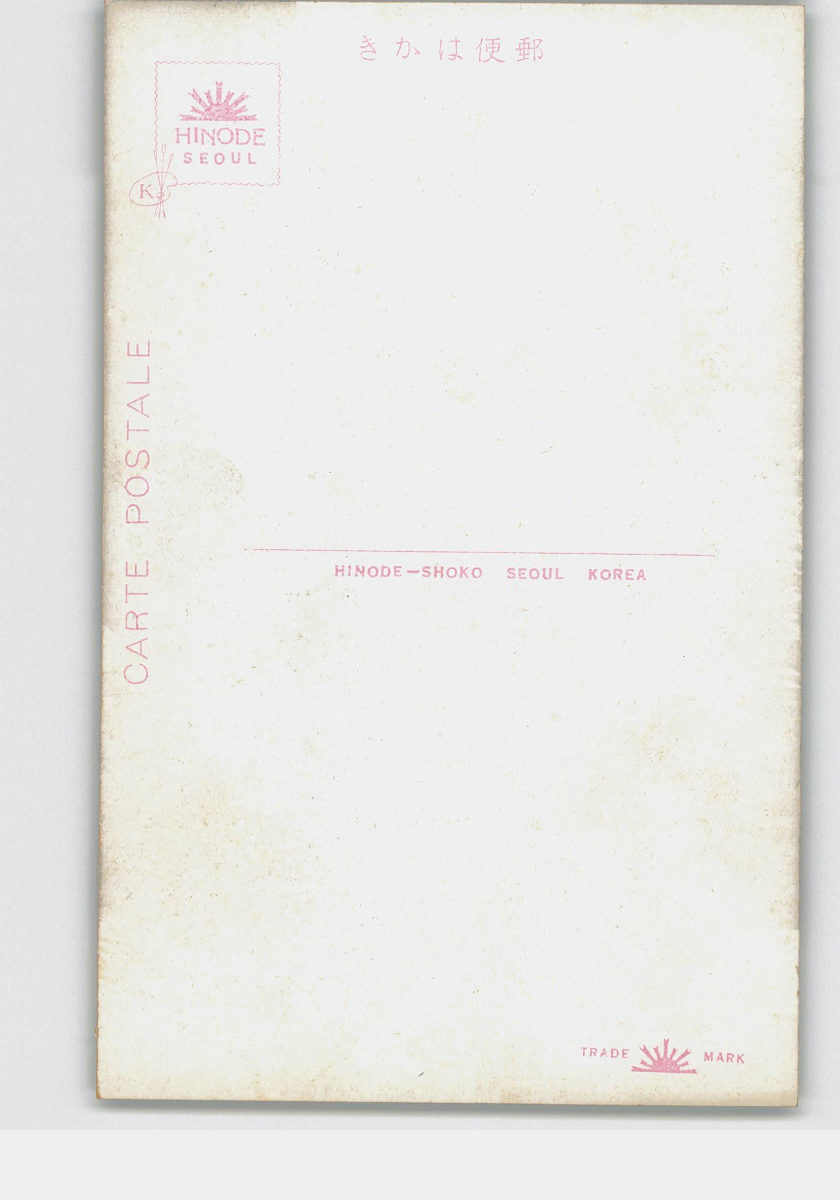 きかは便郵
HINODE
SEOUL
K
CARTE POSTALE
HINODE-SHOKO SEOUL KOREA
TRADE MARK